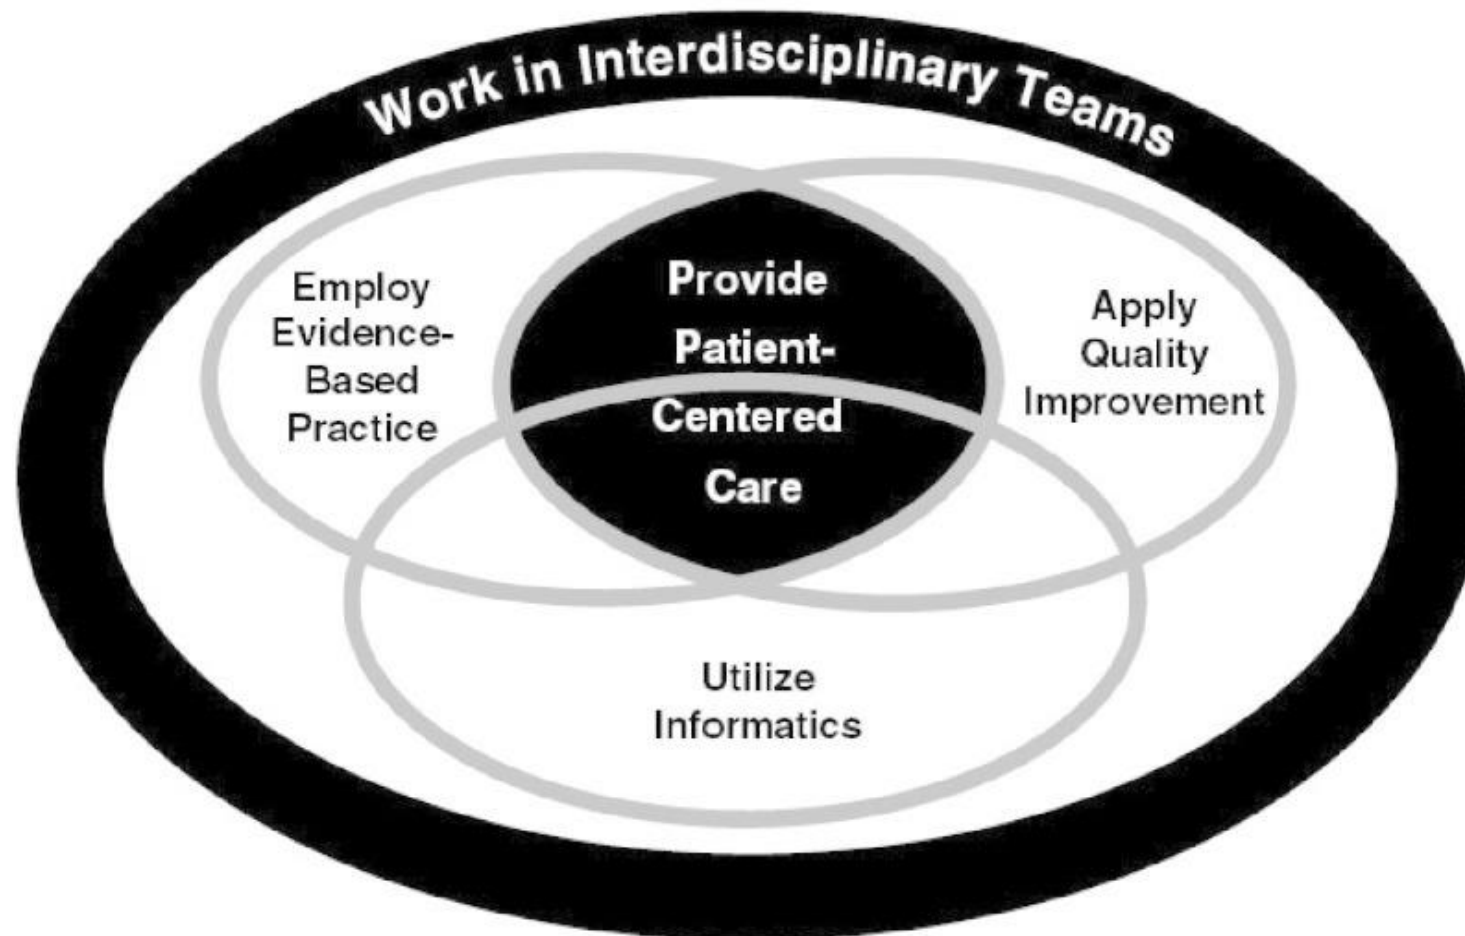 Work in Interdisciplinary Teams
Employ
Evidence-
Based
Practice
Provide
Patient-
Centered
Care
Apply
Quality
Improvement
Utilize
Informatics